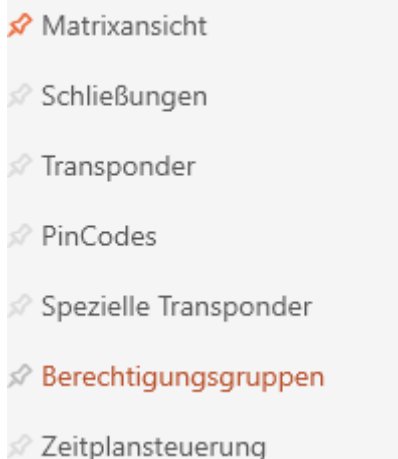 Matrixansicht
Schließungen
Transponder
PinCodes
Spezielle Transponder
Berechtigungsgruppen
Zeitplansteuerung